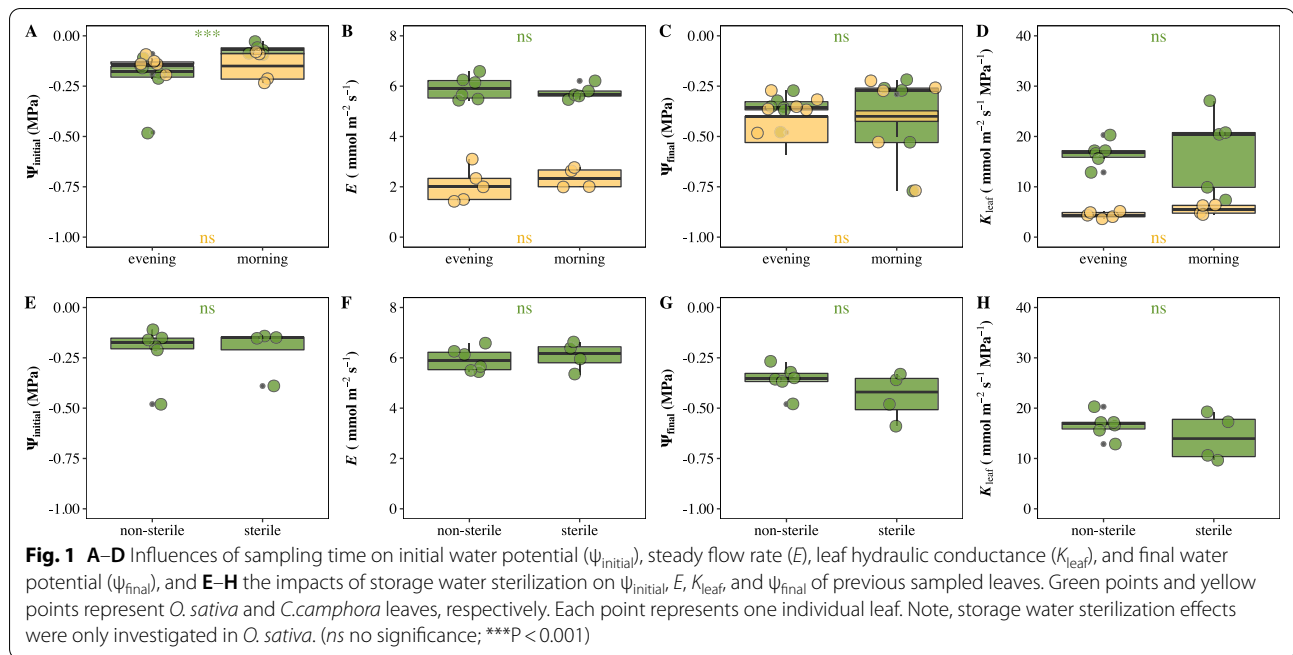 A B C D
0.00
-0.25
-0.50
-0.75
-1.00
Ψinitial (MPa)
***
ns
evening morning
8
6
4
2
0
E ( mmol m−2 s−1)
ns
ns
evening morning
0.00
-0.25
-0.50
-0.75
-1.00
Ψfinal (MPa)
ns
evening morning
40
30
20
10
0
Kleaf ( mmol m−2 s−1 MPa−1)
ns
ns
evening morning
E F G H
0.00
-0.25
-0.50
-0.75
-1.00
Ψinitial (MPa)
ns
non-sterile sterile
8
6
4
2
0
E ( mmol m−2 s−1)
ns
non-sterile sterile
0.00
-0.25
-0.50
-0.75
-1.00
Ψfinal (MPa)
ns
non-sterile sterile
40
30
20
10
0
Kleaf ( mmol m−2 s−1 MPa−1)
ns
non-sterile sterile
Fig. 1 A–D Influences of sampling time on initial water potential (ψinitial), steady flow rate (E), leaf hydraulic conductance (Kleaf), and final water
potential (ψfinal), and E–H the impacts of storage water sterilization on ψinitial, E, Kleaf, and ψfinal of previous sampled leaves. Green points and yellow
points represent O. sativa and C.camphora leaves, respectively. Each point represents one individual leaf. Note, storage water sterilization effects
were only investigated in O. sativa. (ns no significance; ***P < 0.001)